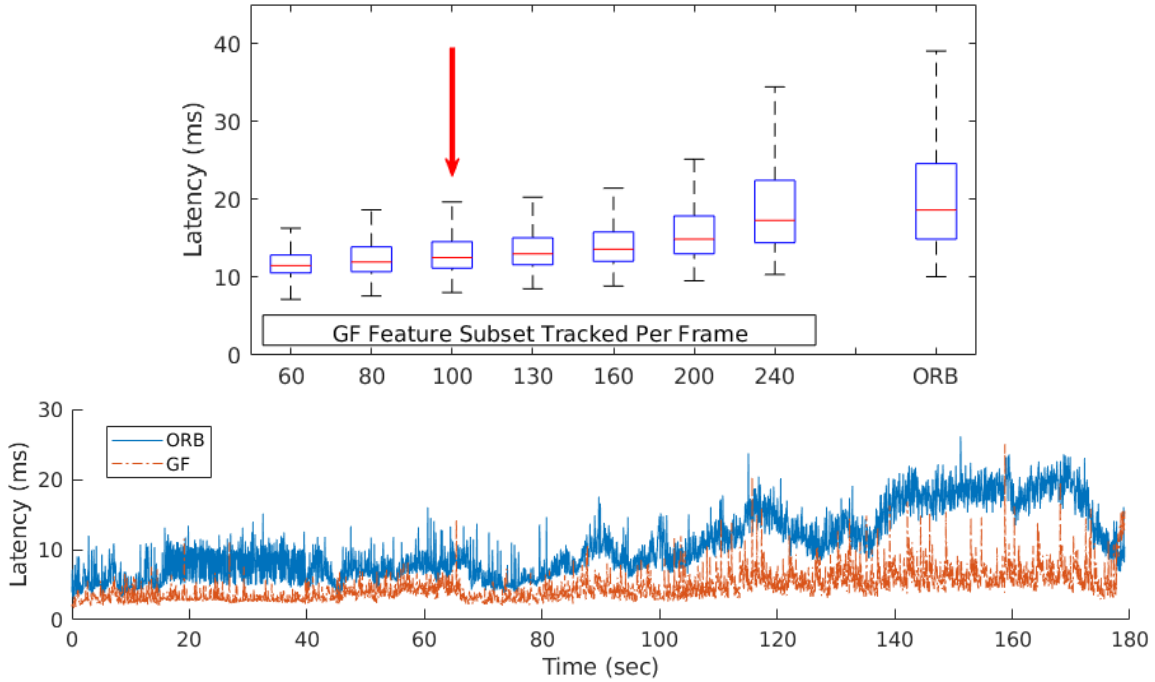 40
30
20
10
0
Latency (ms)
GF Feature Subset Tracked Per Frame
60 80 100 130 160 200 240 ORB
30
20
10
0
Latency (ms)
ORB
GF
0 20 40 60 80 100 120 140 160 180
Time (sec)